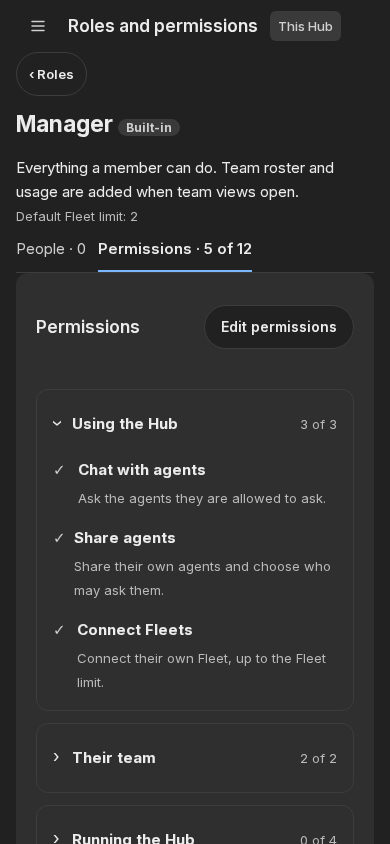 Roles and permissions This Hub
‹ Roles
Manager Built-in
Everything a member can do. Team roster and
usage are added when team views open.
Default Fleet limit: 2
People · 0 Permissions · 5 of 12
Permissions Edit permissions
Using the Hub 3 of 3
✓ Chat with agents
Ask the agents they are allowed to ask.
✓ Share agents
Share their own agents and choose who
may ask them.
✓ Connect Fleets
Connect their own Fleet, up to the Fleet
limit.
Their team 2 of 2
Running the Hub 0 of 4